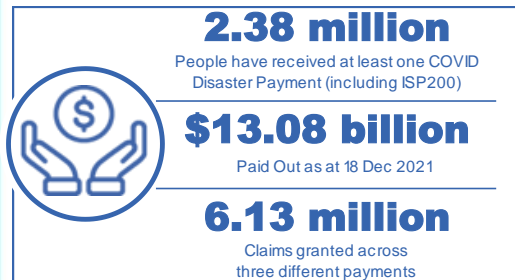 2.38 million
People have received at least one COVID
Disaster Payment (including ISP200)
$
$13.08 billion
Paid Out as at 18 Dec 2021
6.13 million
Claims granted across
three different payments